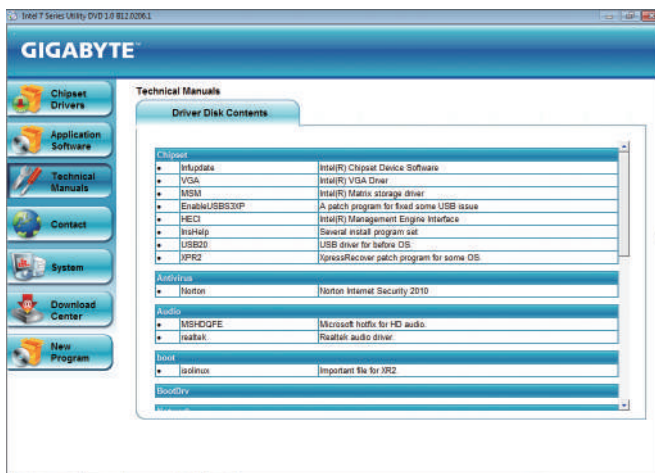 Intel 7 Series Utility DVD 1.0 B12.0206.1
GIGABYTE™
Chipset Drivers
Application Software
Technical Manuals
Contact
System
Download Center
New Program
Technical Manuals
Driver Disk Contents
Chipset
• Infupdate Intel(R) Chipset Device Software
• VGA Intel(R) VGA Driver
• MSM Intel(R) Matrix storage driver
• EnableUSBS3XP A patch program for fixed some USB issue
• HECI Intel(R) Management Engine Interface
• InsHelp Several install program set
• USB20 USB driver for before OS.
• XPR2 XpressRecover patch program for some OS.
Antivirus
• Norton Norton Internet Security 2010
Audio
• MSHDQFE Microsoft hotfix for HD audio.
• realtek Realtek audio driver.
boot
• isolinux Important file for XR2
BootDrv